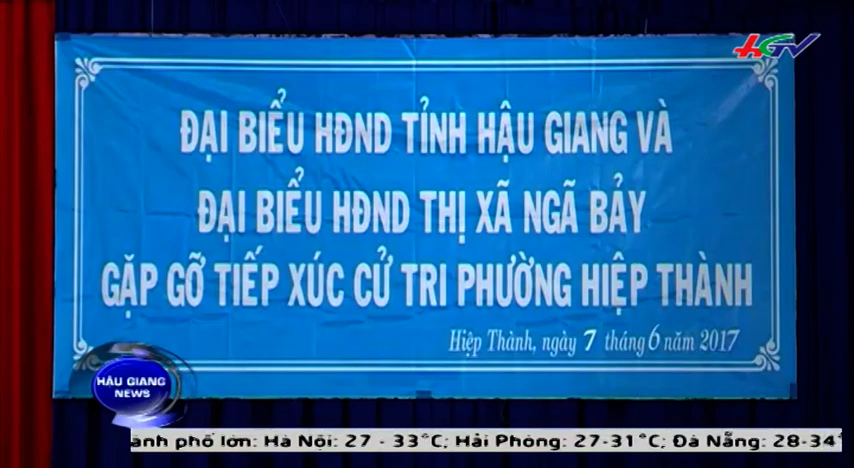 HGV
ĐẠI BIỂU HĐND TỈNH HẬU GIANG VÀ
ĐẠI BIỂU HĐND THỊ XÃ NGÃ BẢY
GẶP GỠ TIẾP XÚC CỬ TRI PHƯỜNG HIỆP THÀNH
Hiệp Thành, ngày 7 tháng 6 năm 2017
HẬU GIANG
NEWS
ành phố lớn: Hà Nội: 27 - 33°C; Hải Phòng: 27-31°C; Đà Nẵng: 28-34°